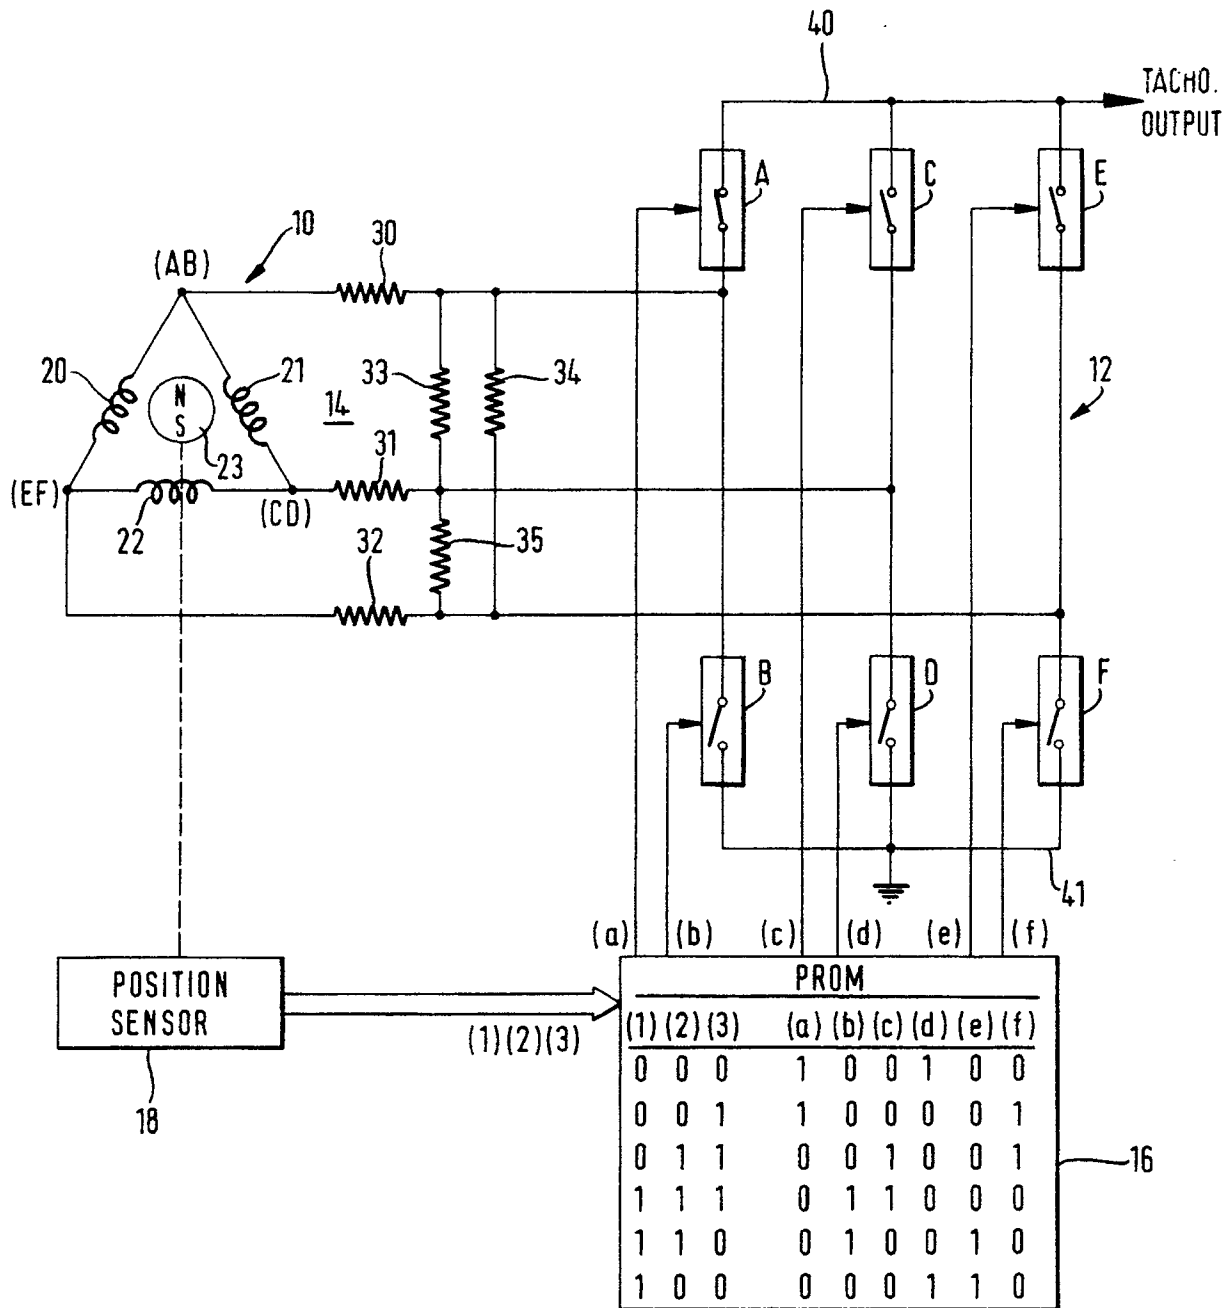 40
TACHO.
OUTPUT
A
C
E
10
30
(AB)
20
21
33
34
12
N
S
14
23
31
(EF)
(CD)
22
32
35
B
D
F
41
(a)
(b)
(c)
(d)
(e)
(f)
POSITION
SENSOR
(1)(2)(3)
18
PROM
(1) (2) (3) (a) (b) (c) (d) (e) (f)
0 0 0 1 0 0 1 0 0
0 0 1 1 0 0 0 0 1
0 1 1 0 0 1 0 0 1
1 1 1 0 1 1 0 0 0
1 1 0 0 1 0 0 1 0
1 0 0 0 0 0 1 1 0
16